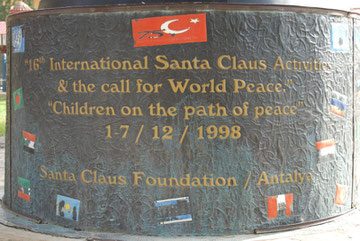 "16th International Santa Claus Activities
& the call for World Peace,"
"Children on the path of peace"
1-7 / 12 / 1998
Santa Claus Foundation / Antalya